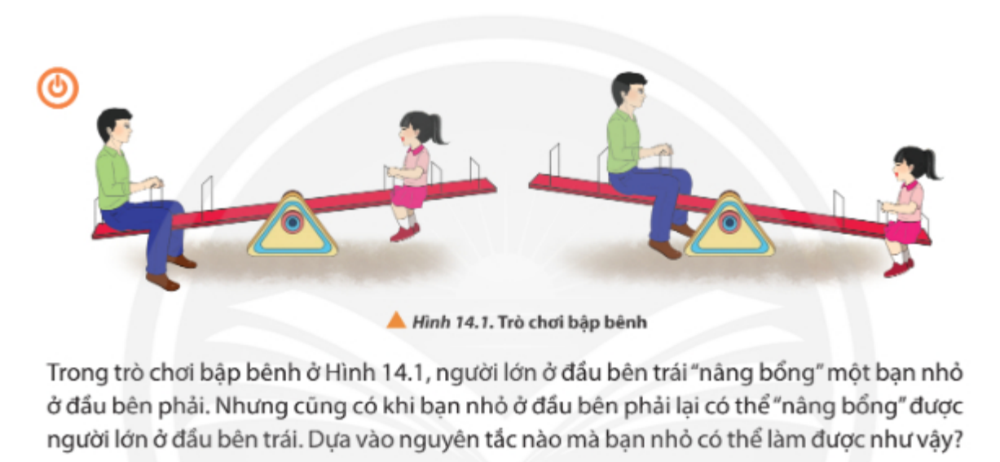 ▲ Hình 14.1. Trò chơi bập bênh
Trong trò chơi bập bênh ở Hình 14.1, người lớn ở đầu bên trái "nâng bổng" một bạn nhỏ
ở đầu bên phải. Nhưng cũng có khi bạn nhỏ ở đầu bên phải lại có thể "nâng bổng" được
người lớn ở đầu bên trái. Dựa vào nguyên tắc nào mà bạn nhỏ có thể làm được như vậy?